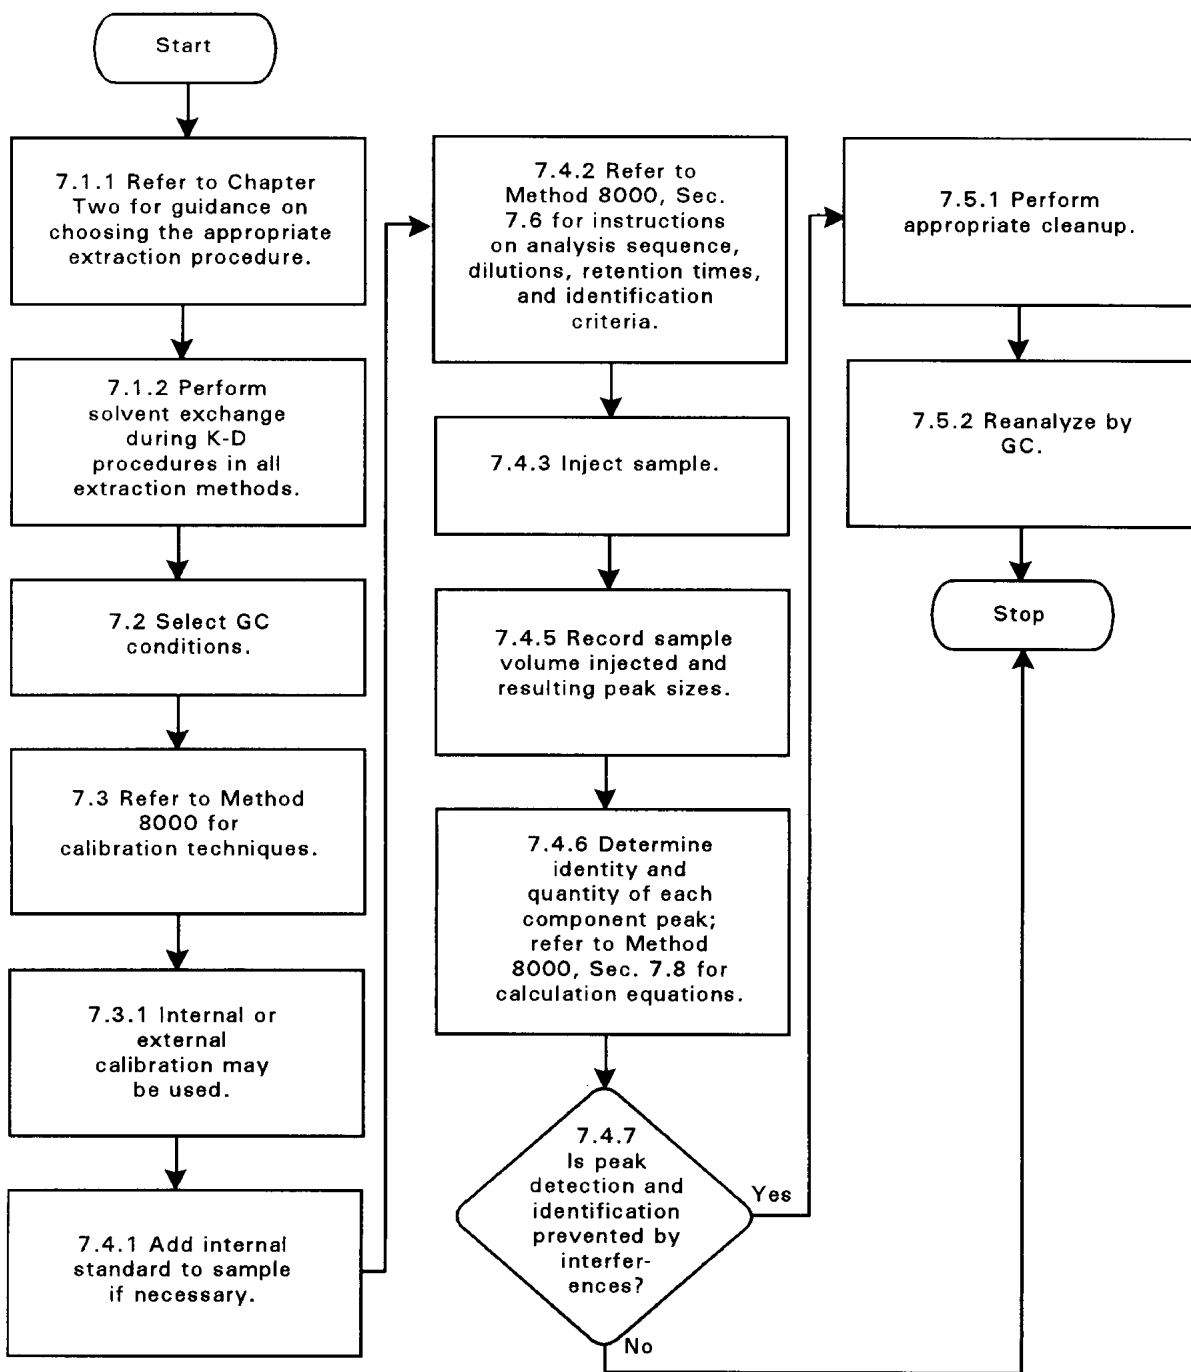 Start
7.1.1 Refer to Chapter
Two for guidance on
choosing the appropriate
extraction procedure.
7.1.2 Perform
solvent exchange
during K-D
procedures in all
extraction methods.
7.2 Select GC
conditions.
7.3 Refer to Method
8000 for
calibration techniques.
7.3.1 Internal or
external
calibration may
be used.
7.4.1 Add internal
standard to sample
if necessary.
7.4.2 Refer to
Method 8000, Sec.
7.6 for instructions
on analysis sequence,
dilutions, retention times,
and identification
criteria.
7.4.3 Inject sample.
7.4.5 Record sample
volume injected and
resulting peak sizes.
7.4.6 Determine
identity and
quantity of each
component peak;
refer to Method
8000, Sec. 7.8 for
calculation equations.
7.4.7
Is peak
detection and
identification
prevented by
interfer-
ences?
Yes
No
7.5.1 Perform
appropriate cleanup.
7.5.2 Reanalyze by
GC.
Stop